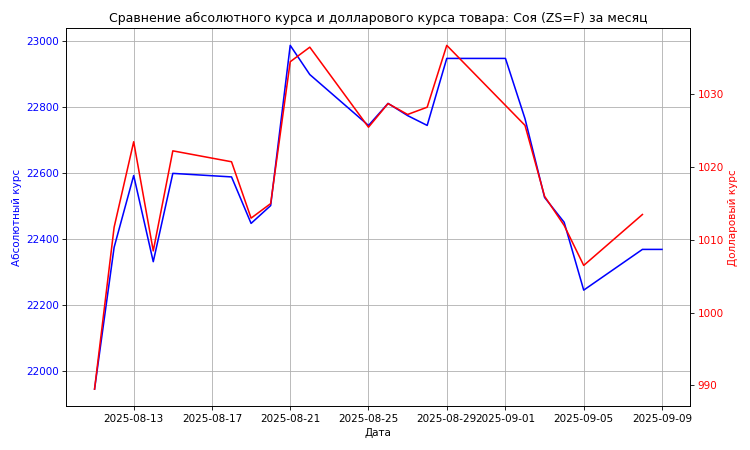 Сравнение абсолютного курса и долларового курса товара: Соя (ZS=F) за месяц
23000
22800
22600
22400
22200
22000
Абсолютный курс
1030
1020
1010
1000
990
Долларовый курс
2025-08-13 2025-08-17 2025-08-21 2025-08-25 2025-08-29 2025-09-01 2025-09-05 2025-09-09
Дата